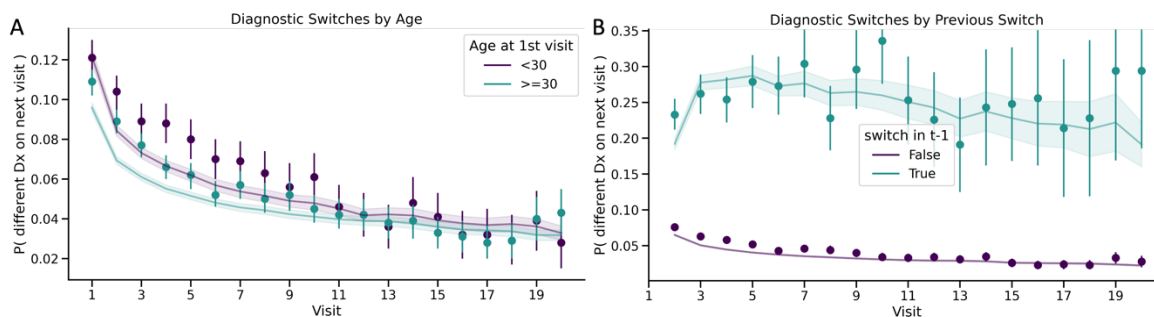 A
Diagnostic Switches by Age
P( different Dx on next visit )
0.12
0.10
0.08
0.06
0.04
0.02
Age at 1st visit
<30
>=30
1 3 5 7 9 11 13 15 17 19
Visit
B
Diagnostic Switches by Previous Switch
P( different Dx on next visit )
0.35
0.30
0.25
0.20
0.15
0.10
0.05
switch in t-1
False
True
1 3 5 7 9 11 13 15 17 19
Visit